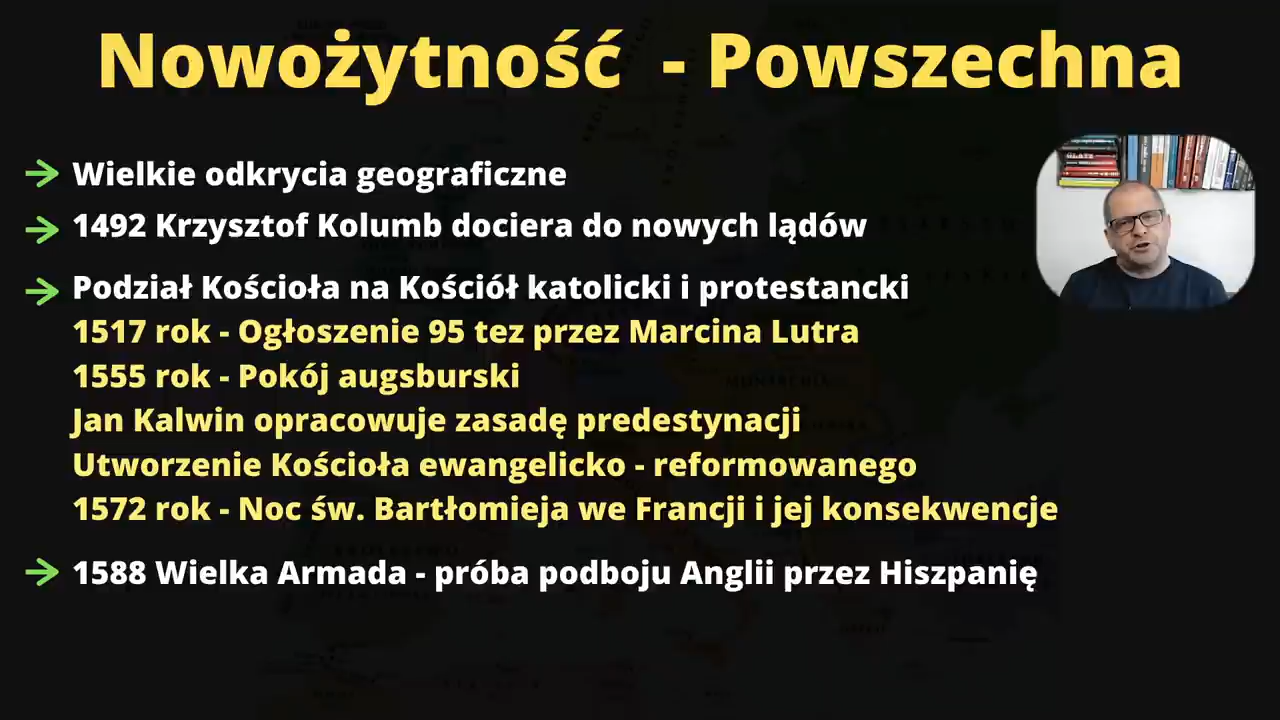 Nowożytność - Powszechna
Wielkie odkrycia geograficzne
1492 Krzysztof Kolumb dociera do nowych lądów
Podział Kościoła na Kościół katolicki i protestancki
1517 rok - Ogłoszenie 95 tez przez Marcina Lutra
1555 rok - Pokój augsburski
Jan Kalwin opracowuje zasadę predestynacji
Utworzenie Kościoła ewangelicko - reformowanego
1572 rok - Noc św. Bartłomieja we Francji i jej konsekwencje
1588 Wielka Armada - próba podboju Anglii przez Hiszpanię